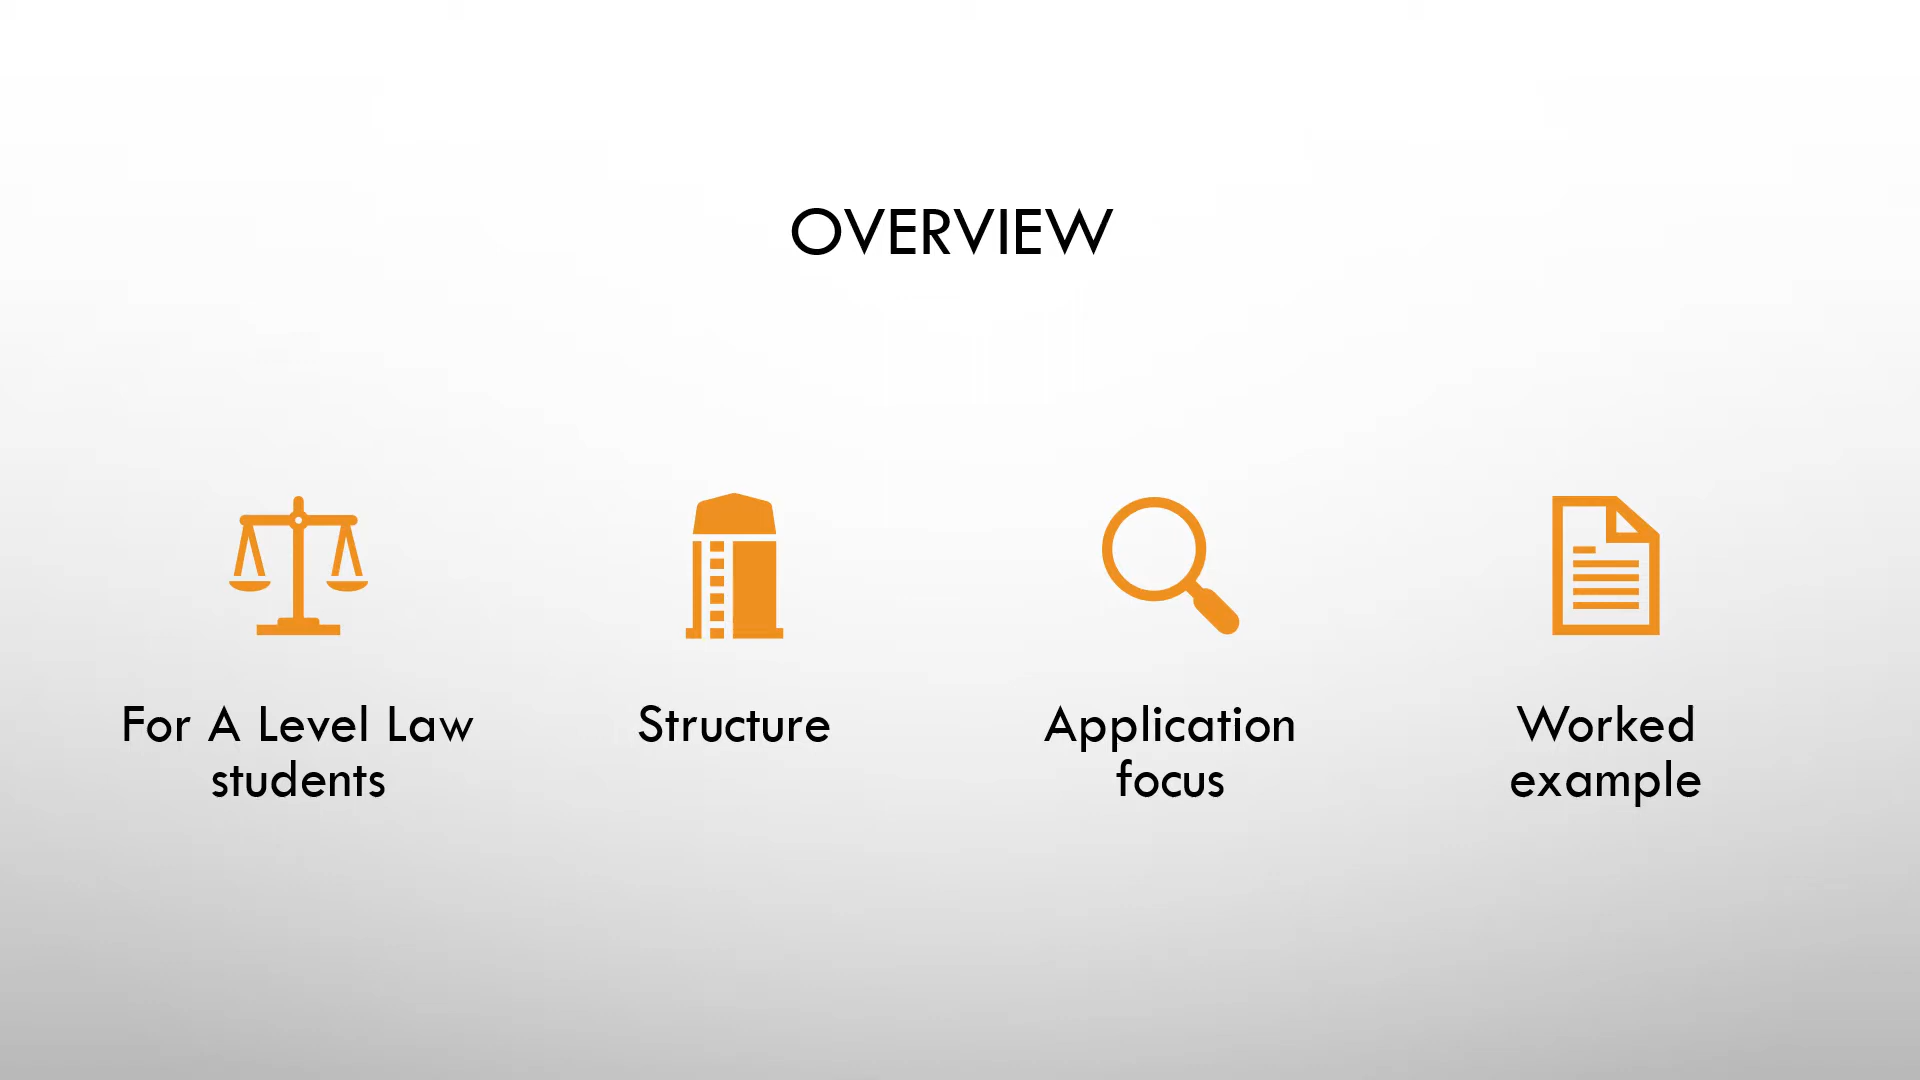 OVERVIEW
For A Level Law
students
Structure
Application
focus
Worked
example